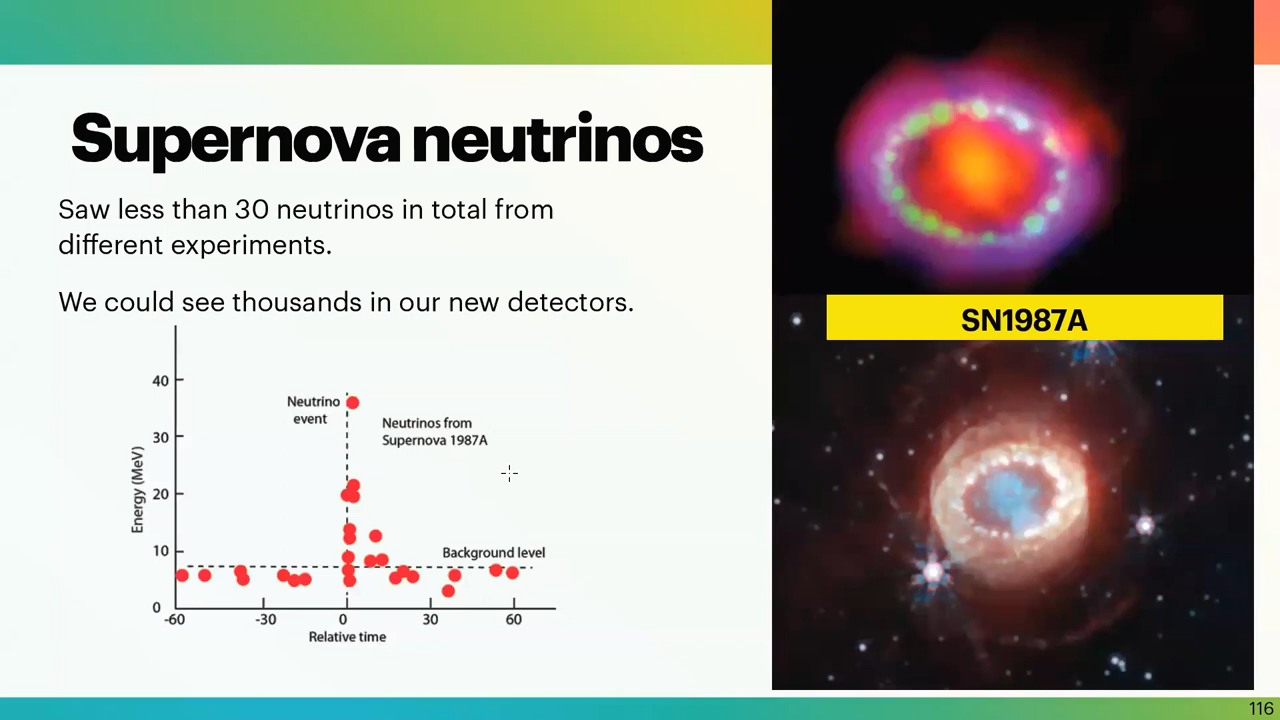 Supernova neutrinos
Saw less than 30 neutrinos in total from
different experiments.
We could see thousands in our new detectors.
40
30
20
10
0
Energy (MeV)
Neutrino
event
Neutrinos from
Supernova 1987A
Background level
-60
-30
0
30
60
Relative time
SN1987A
116